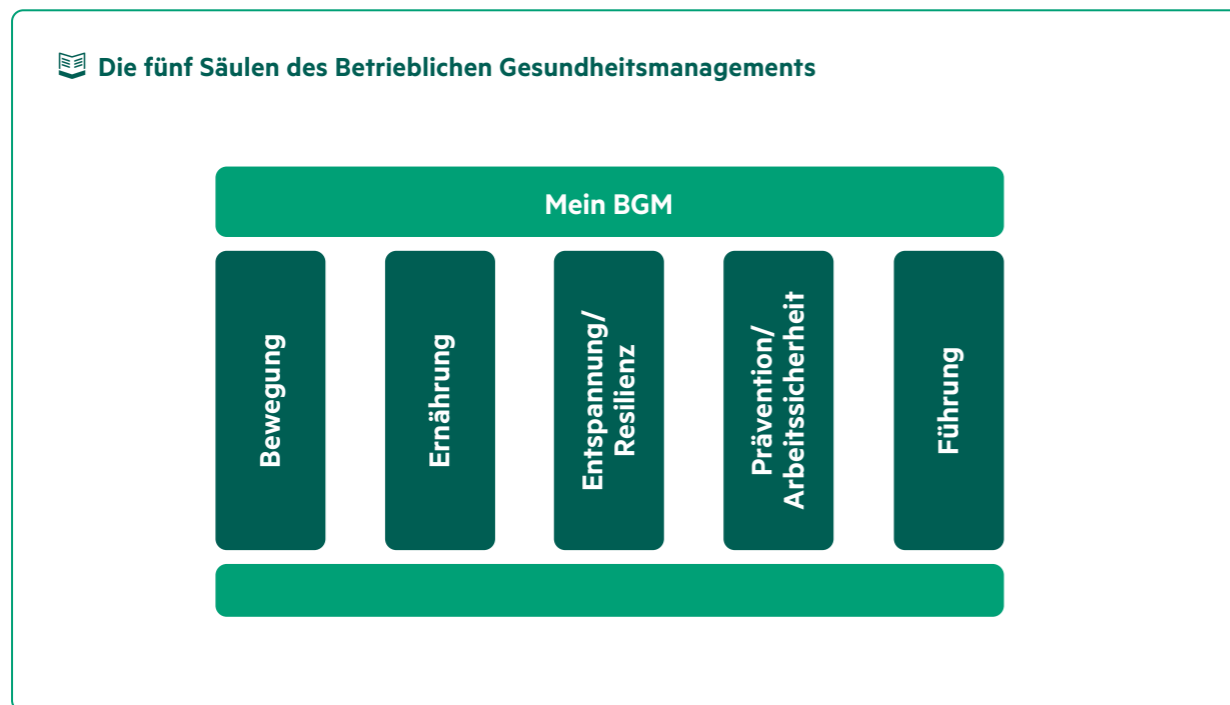 Die fünf Säulen des Betrieblichen Gesundheitsmanagements
Mein BGM
Bewegung
Ernährung
Entspannung/
Resilienz
Prävention/
Arbeitssicherheit
Führung